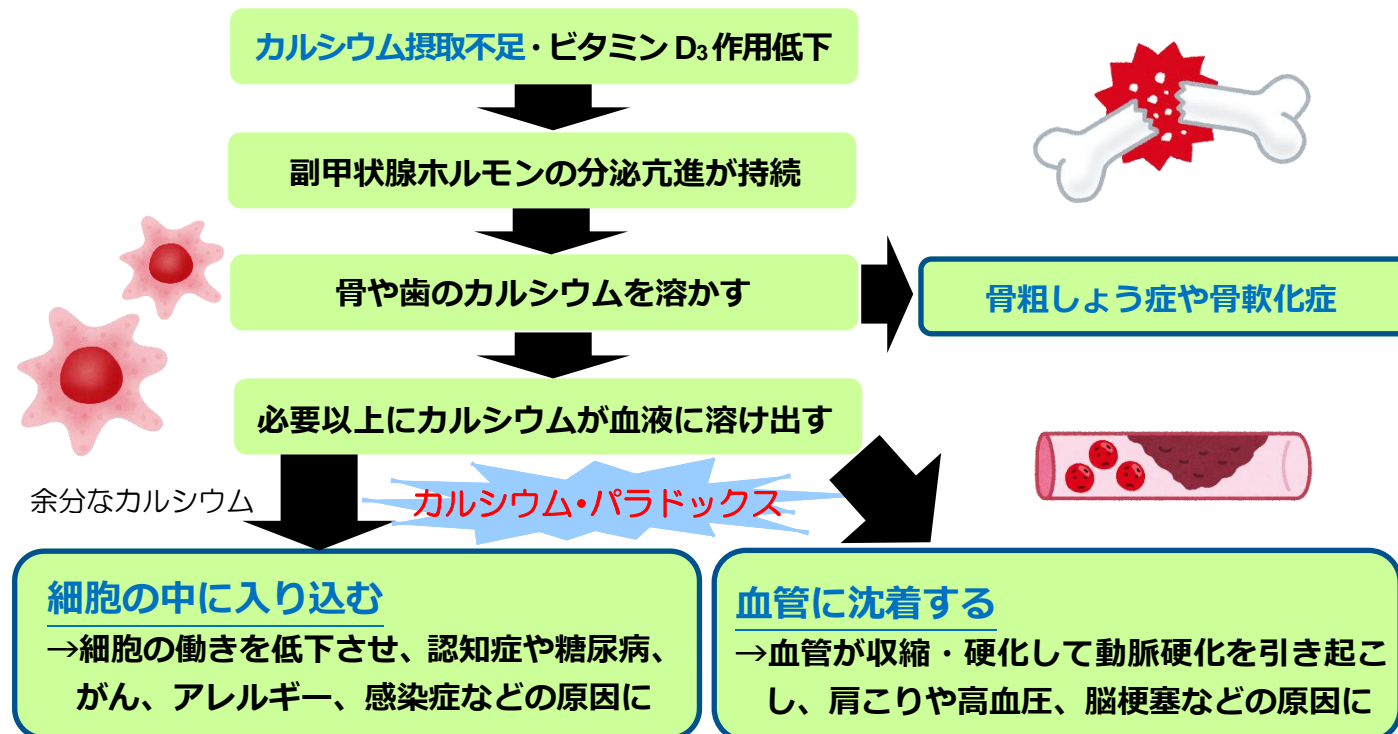 カルシウム摂取不足・ビタミン D₃ 作用低下
副甲状腺ホルモンの分泌亢進が持続
骨や歯のカルシウムを溶かす
骨粗しょう症や骨軟化症
必要以上にカルシウムが血液に溶け出す
余分なカルシウム
カルシウム・パラドックス
細胞の中に入り込む
→細胞の働きを低下させ、認知症や糖尿病、
がん、アレルギー、感染症などの原因に
血管に沈着する
→血管が収縮・硬化して動脈硬化を引き起こ
し、肩こりや高血圧、脳梗塞などの原因に